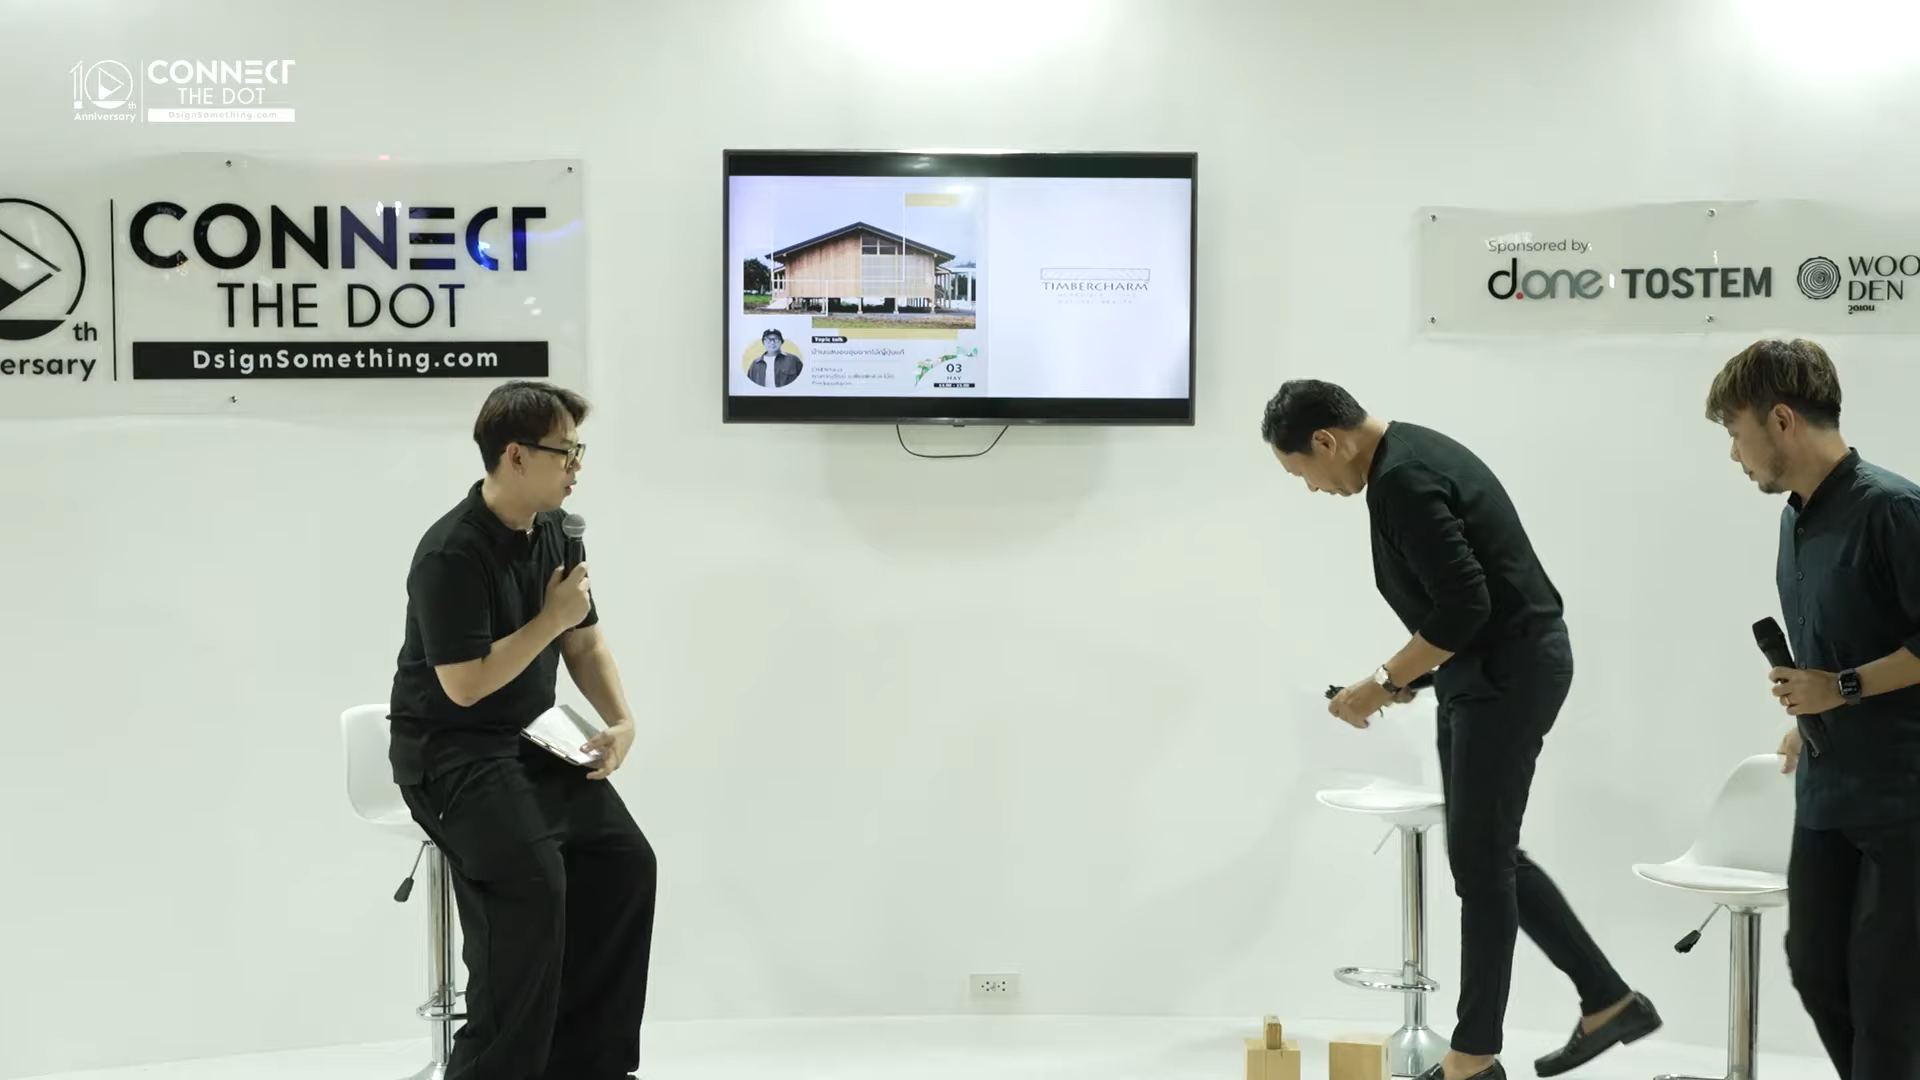 10th
Anniversary
CONNECT
THE DOT
DsignSomething.com
th
ersary
CONNECT
THE DOT
DsignSomething.com
Topic talk
03
MAY
TIMBERCHARM
Sponsored by
d.one TOSTEM
WOO
DEN